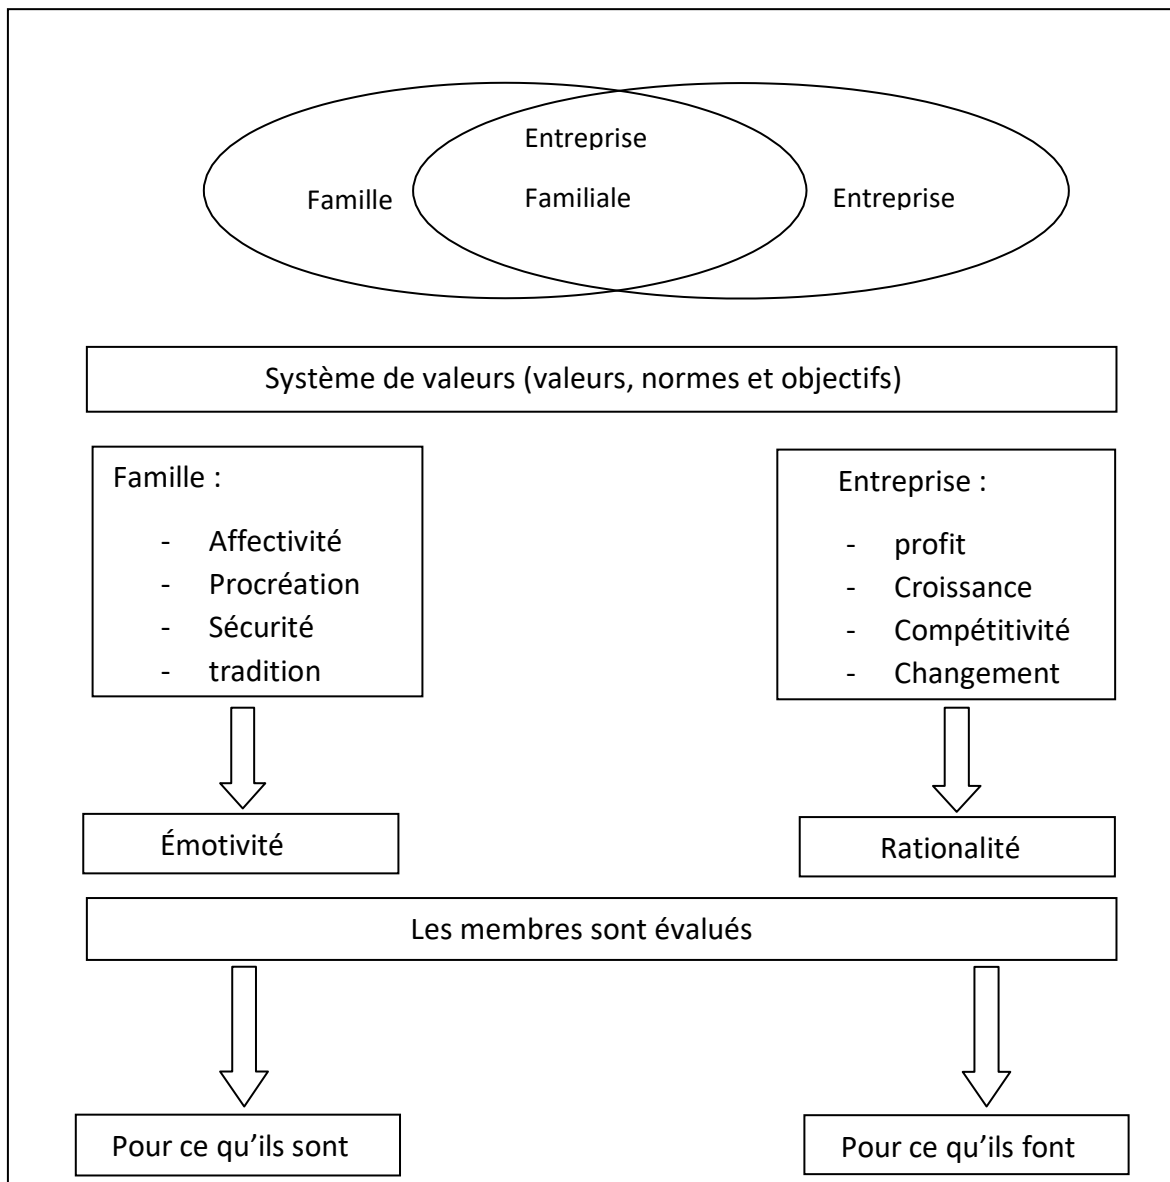 Entreprise
Familiale
Famille
Entreprise
Système de valeurs (valeurs, normes et objectifs)
Famille :
- Affectivité
- Procréation
- Sécurité
- tradition
Entreprise :
- profit
- Croissance
- Compétitivité
- Changement
Émotivité
Rationalité
Les membres sont évalués
Pour ce qu'ils sont
Pour ce qu'ils font